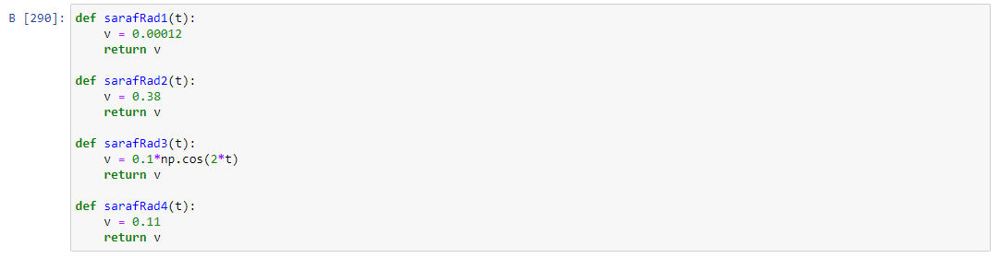 В [290]: def sarafRad1(t):
    v = 0.00012
    return v

def sarafRad2(t):
    v = 0.38
    return v

def sarafRad3(t):
    v = 0.1*np.cos(2*t)
    return v

def sarafRad4(t):
    v = 0.11
    return v